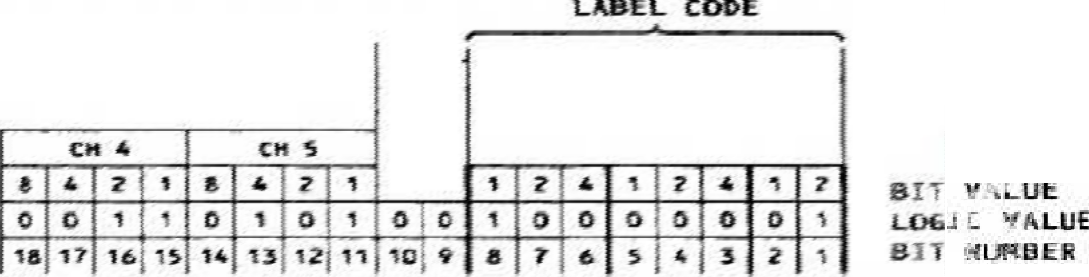 LABEL CODE
CH 4 CH 5
8 4 2 1 8 4 2 1 1 2 4 1 2 4 1 2 BIT VALUE
0 0 1 1 0 1 0 1 0 0 1 0 0 0 0 0 0 1 LOGIC VALUE
18 17 16 15 14 13 12 11 10 9 8 7 6 5 4 3 2 1 BIT NUMBER